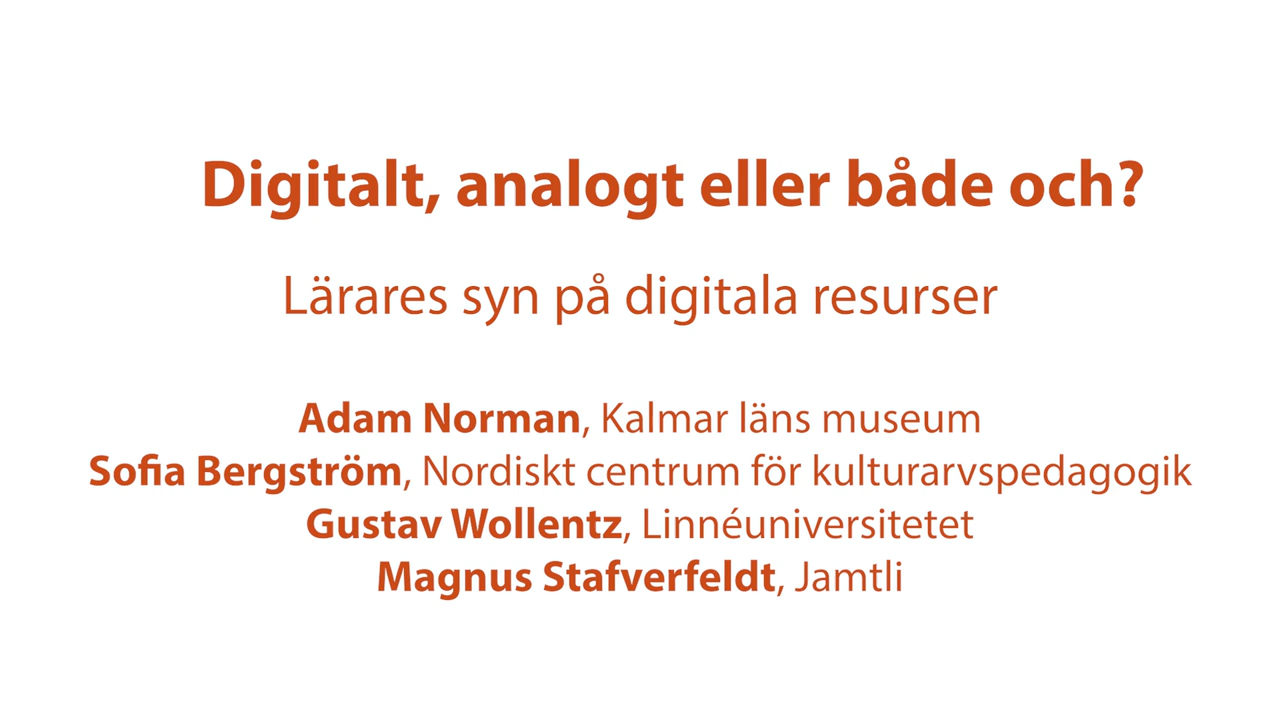 Digitalt, analogt eller både och?
Lärares syn på digitala resurser
Adam Norman, Kalmar läns museum
Sofia Bergström, Nordiskt centrum för kulturarvspedagogik
Gustav Wollentz, Linnéuniversitetet
Magnus Stafverfeldt, Jamtli